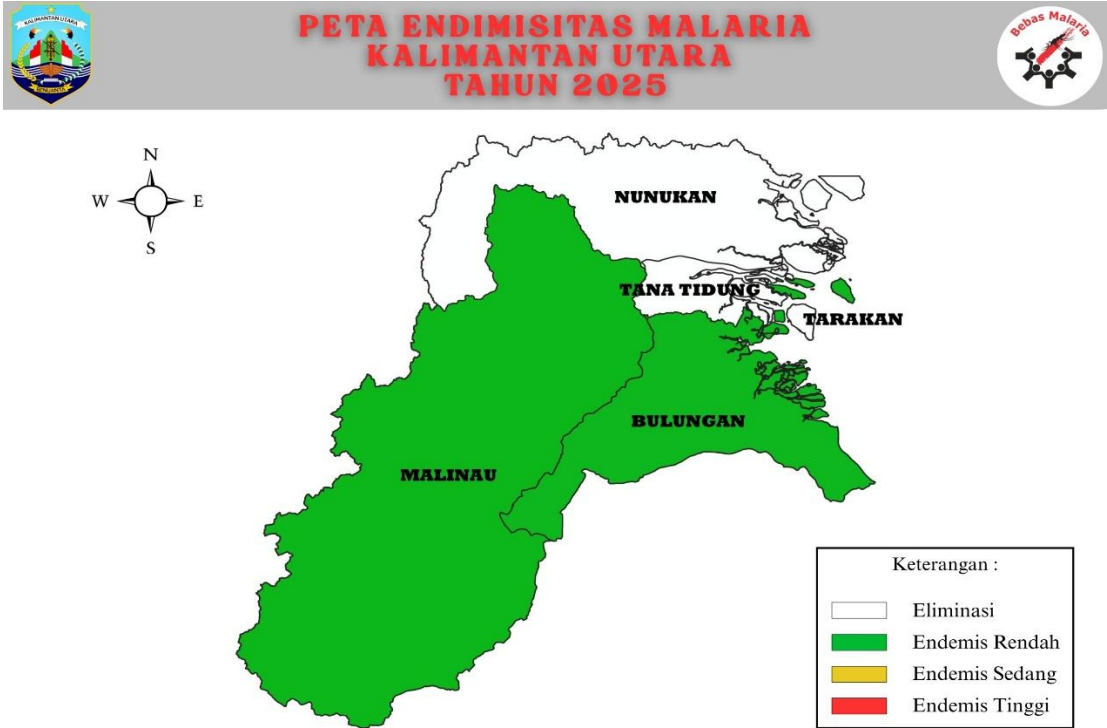 KALIMANTAN UTARA
BENUANTA
PETA ENDIMISITAS MALARIA
KALIMANTAN UTARA
TAHUN 2025
Bebas Malaria
N
W E
S
NUNUKAN
TANA TIDUNG
TARAKAN
BULUNGAN
MALINAU
Keterangan :
Eliminasi
Endemis Rendah
Endemis Sedang
Endemis Tinggi